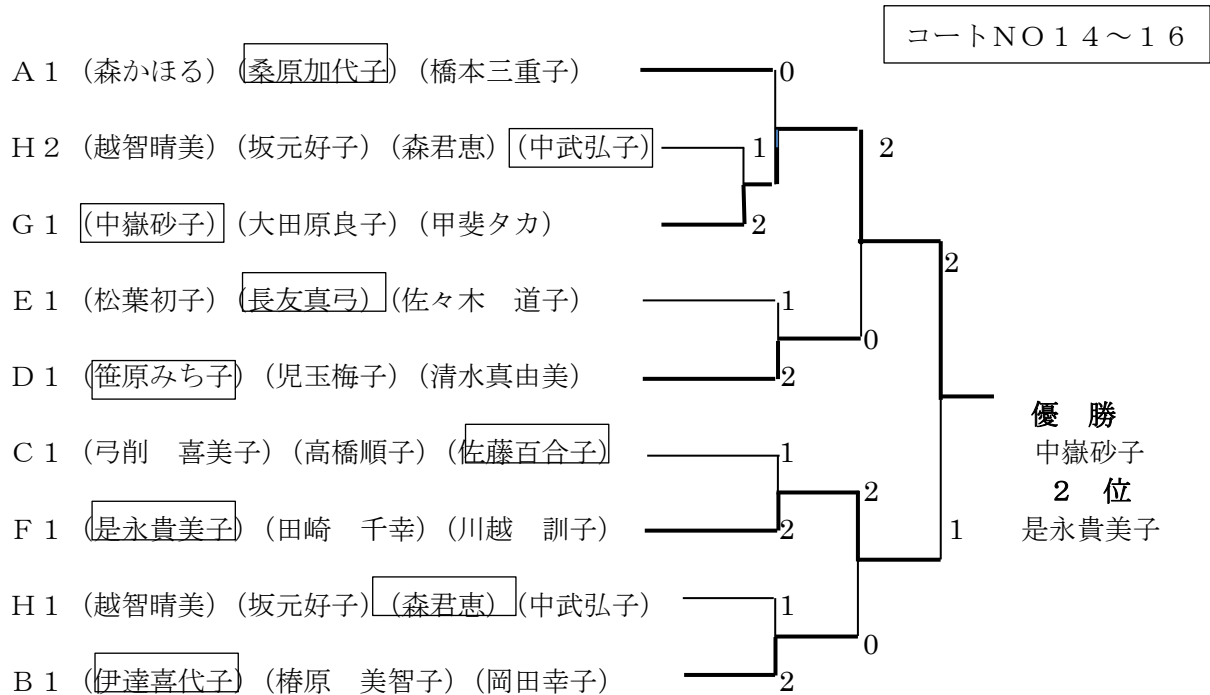 コートNO14～16
A1 (森かほる) (桑原加代子) (橋本三重子) 0
H2 (越智晴美) (坂元好子) (森君恵) (中武弘子) 1 2
G1 (中嶽砂子) (大田原良子) (甲斐タカ) 2
2
E1 (松葉初子) (長友真弓) (佐々木　道子) 1
0
D1 (笹原みち子) (児玉梅子) (清水真由美) 2
優　勝
C1 (弓削　喜美子) (高橋順子) (佐藤百合子) 1
中嶽砂子
2　位
2
F1 (是永貴美子) (田崎　千幸) (川越　訓子) 2 1
是永貴美子
H1 (越智晴美) (坂元好子) (森君恵) (中武弘子) 1
0
B1 (伊達喜代子) (椿原　美智子) (岡田幸子) 2